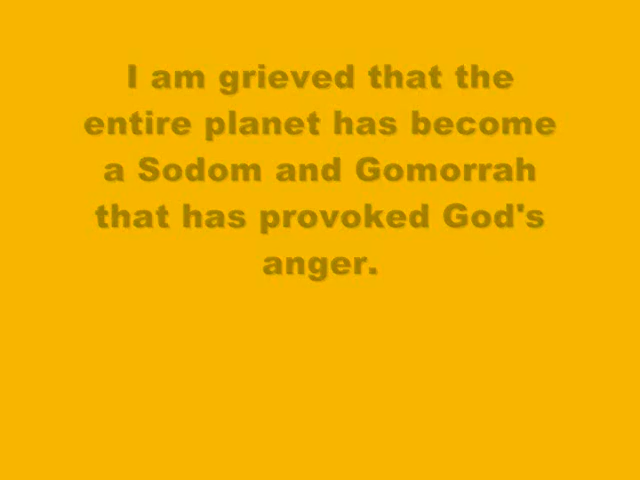 I am grieved that the
entire planet has become
a Sodom and Gomorrah
that has provoked God's
anger.